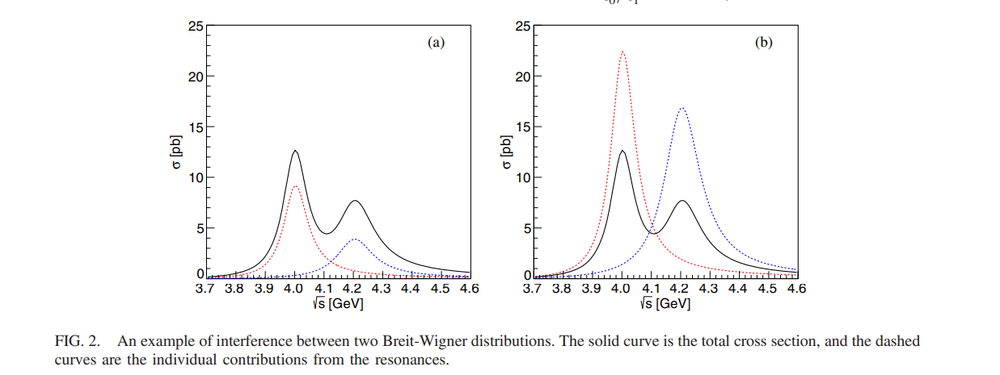 25
20
15
10
5
0
σ [pb]
(a)
3.7 3.8 3.9 4.0 4.1 4.2 4.3 4.4 4.5 4.6
√s [GeV]
25
20
15
10
5
0
σ [pb]
(b)
3.7 3.8 3.9 4.0 4.1 4.2 4.3 4.4 4.5 4.6
√s [GeV]
FIG. 2. An example of interference between two Breit-Wigner distributions. The solid curve is the total cross section, and the dashed
curves are the individual contributions from the resonances.